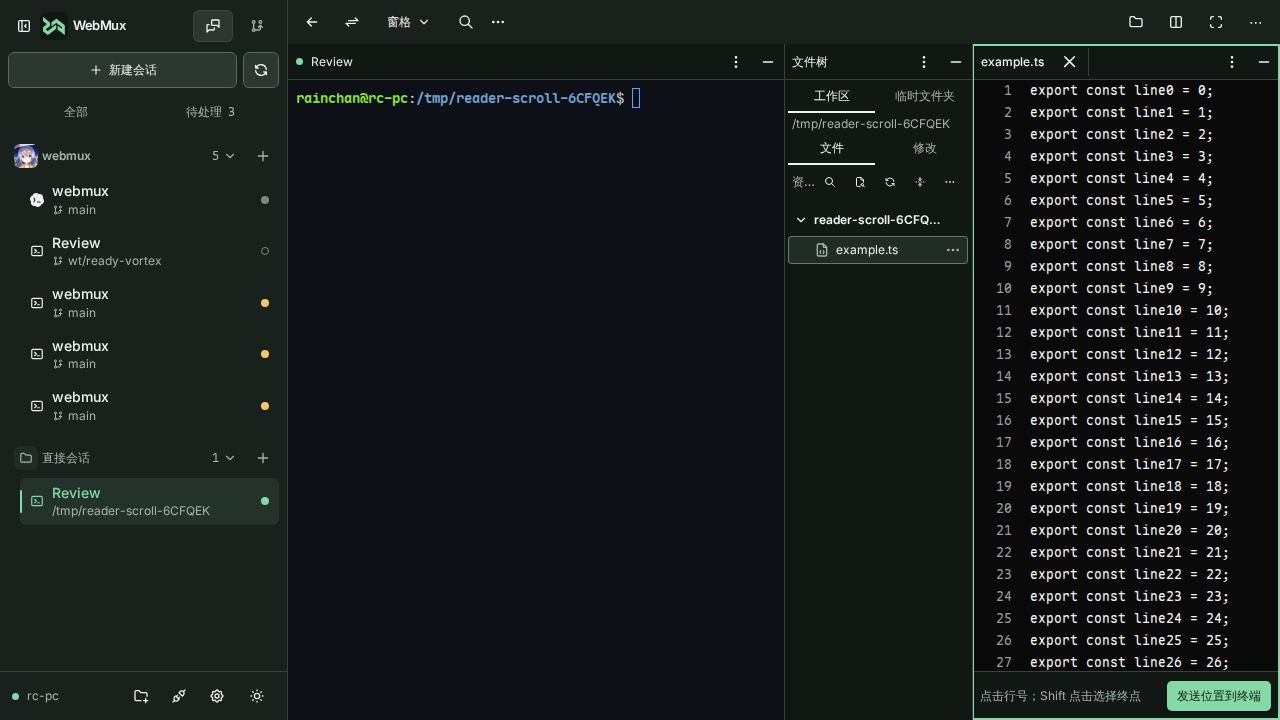 WebMux
新建会话
全部
待处理 3
webmux
5
webmux
main
Review
wt/ready-vortex
webmux
main
webmux
main
webmux
main
直接会话
1
Review
/tmp/reader-scroll-6CFQEK
rc-pc
窗格
Review
rainchan@rc-pc:/tmp/reader-scroll-6CFQEK$
文件树
工作区
临时文件夹
/tmp/reader-scroll-6CFQEK
文件
修改
资...
reader-scroll-6CFQ...
example.ts
example.ts
1 export const line0 = 0;
2 export const line1 = 1;
3 export const line2 = 2;
4 export const line3 = 3;
5 export const line4 = 4;
6 export const line5 = 5;
7 export const line6 = 6;
8 export const line7 = 7;
9 export const line8 = 8;
10 export const line9 = 9;
11 export const line10 = 10;
12 export const line11 = 11;
13 export const line12 = 12;
14 export const line13 = 13;
15 export const line14 = 14;
16 export const line15 = 15;
17 export const line16 = 16;
18 export const line17 = 17;
19 export const line18 = 18;
20 export const line19 = 19;
21 export const line20 = 20;
22 export const line21 = 21;
23 export const line22 = 22;
24 export const line23 = 23;
25 export const line24 = 24;
26 export const line25 = 25;
27 export const line26 = 26;
点击行号；Shift 点击选择终点
发送位置到终端